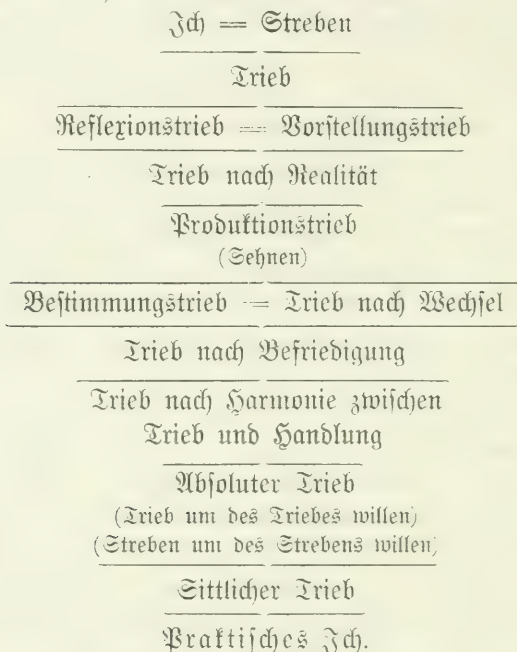 Ich = Streben
Trieb
Reflexionstrieb = Vorstellungstrieb
Trieb nach Realität
Produktionstrieb
(Sehnen)
Bestimmungstrieb = Trieb nach Wechsel
Trieb nach Befriedigung
Trieb nach Harmonie zwischen
Trieb und Handlung
Absoluter Trieb
(Trieb um des Triebes willen)
(Streben um des Strebens willen)
Sittlicher Trieb
Praktisches Ich.